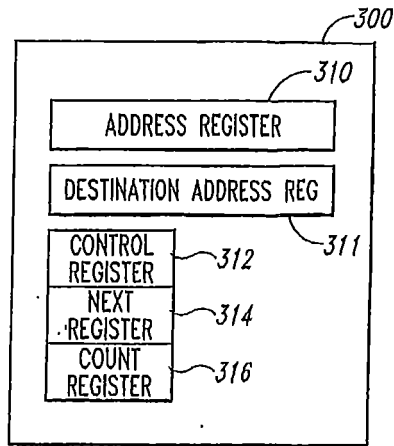 300
310
ADDRESS REGISTER
DESTINATION ADDRESS REG
311
CONTROL
REGISTER
312
NEXT
REGISTER
314
COUNT
REGISTER
316